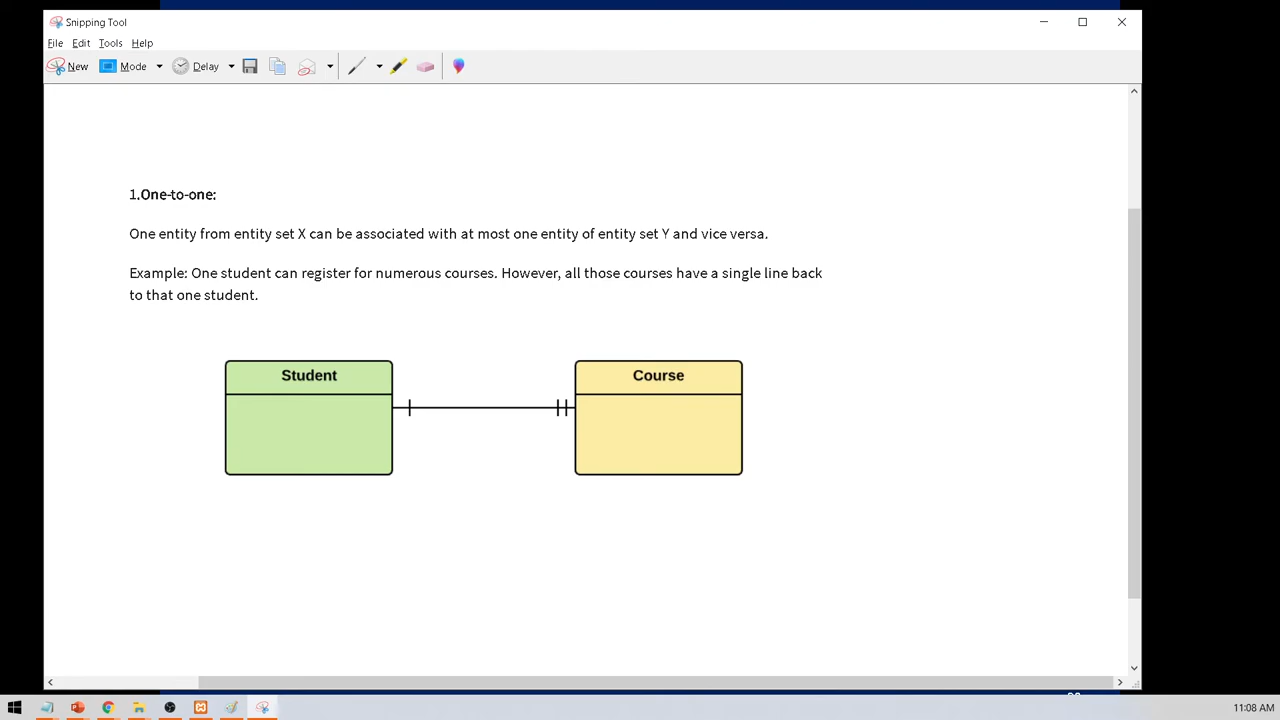 Snipping Tool
File Edit Tools Help
New Mode Delay
1.One-to-one:
One entity from entity set X can be associated with at most one entity of entity set Y and vice versa.
Example: One student can register for numerous courses. However, all those courses have a single line back
to that one student.
Student Course
11:08 AM